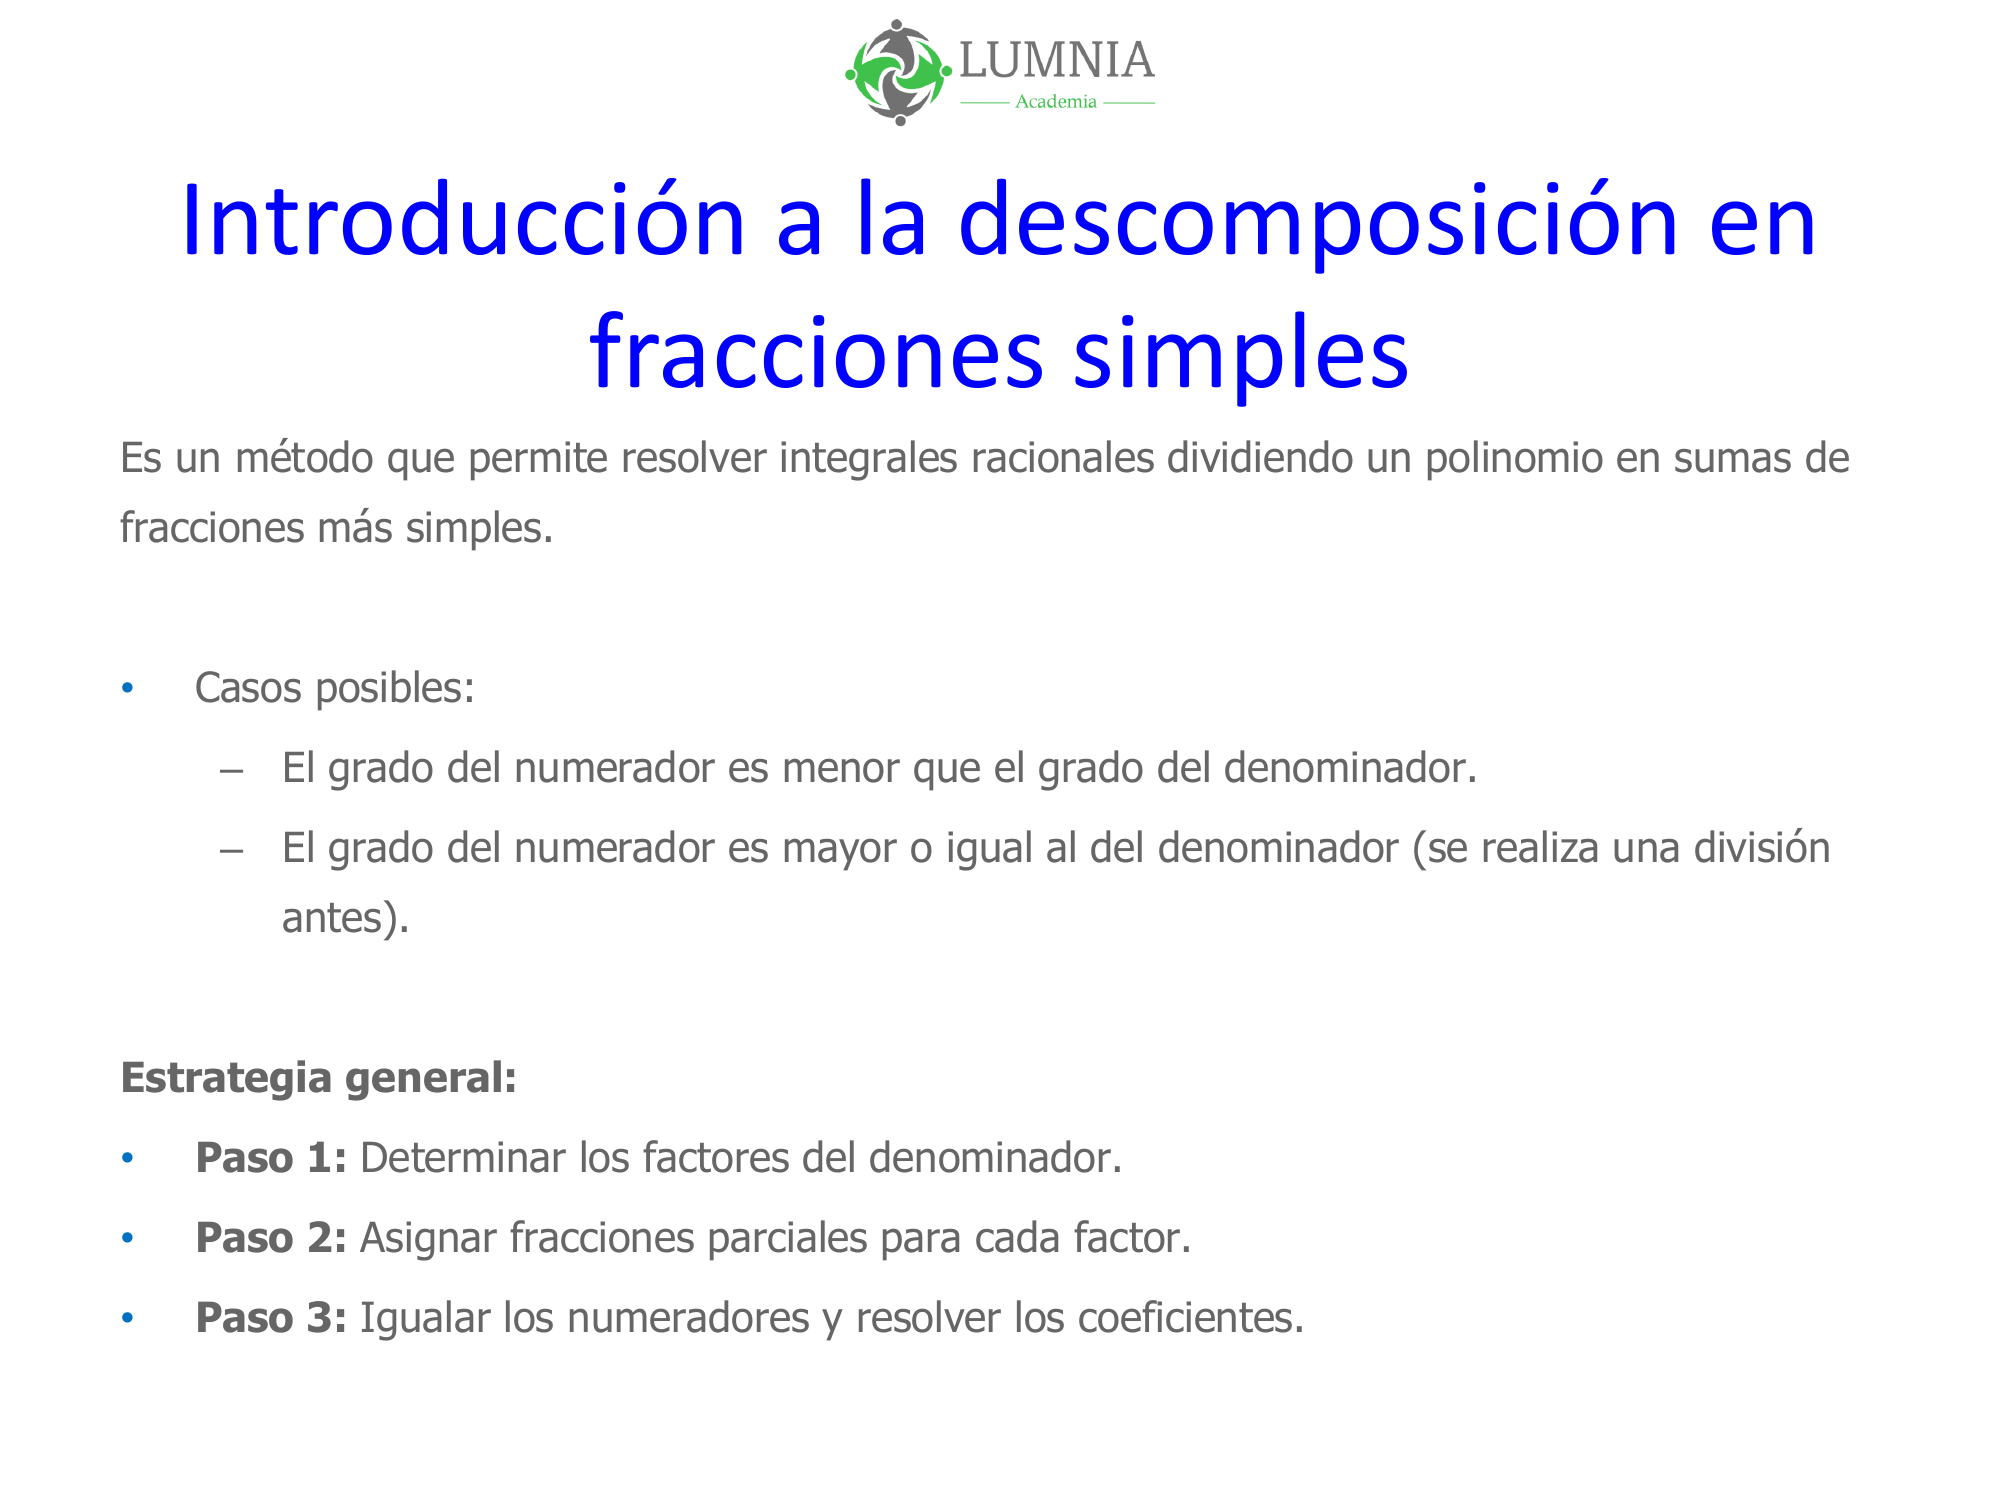 LUMNIA
Academia
Introducción a la descomposición en
fracciones simples
Es un método que permite resolver integrales racionales dividiendo un polinomio en sumas de
fracciones más simples.
• Casos posibles:
– El grado del numerador es menor que el grado del denominador.
– El grado del numerador es mayor o igual al del denominador (se realiza una división
antes).
Estrategia general:
• Paso 1: Determinar los factores del denominador.
• Paso 2: Asignar fracciones parciales para cada factor.
• Paso 3: Igualar los numeradores y resolver los coeficientes.